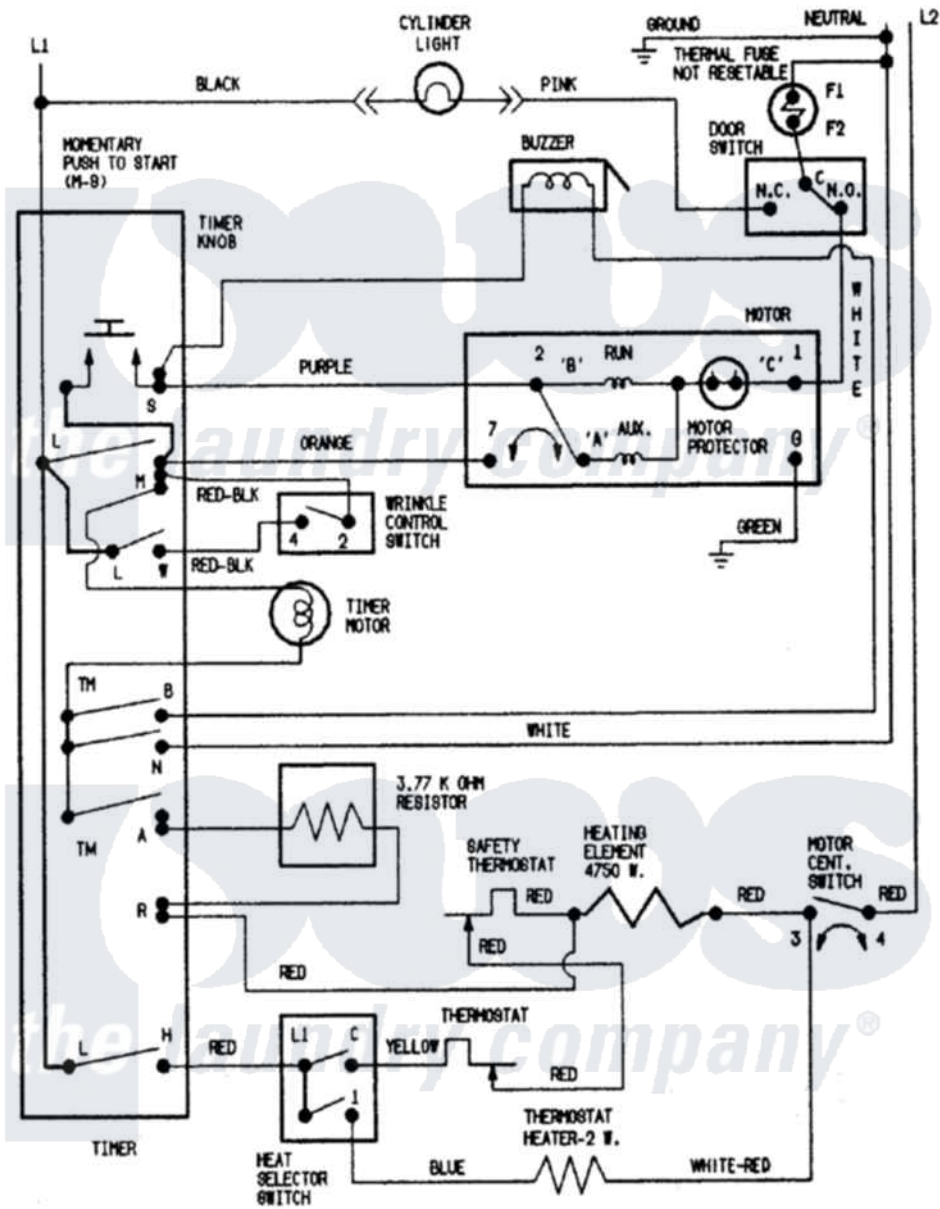 L1
CYLINDER
LIGHT
GROUND
NEUTRAL
L2
THERMAL FUSE
NOT RESETABLE
BLACK
PINK
F1
F2
MOMENTARY
PUSH TO START
(M-S)
BUZZER
DOOR
SWITCH
N.C.
C
N.O.
TIMER
KNOB
WHITE
MOTOR
PURPLE
2
'B'
RUN
'C'
1
S
L
ORANGE
7
'A'
AUX.
MOTOR
PROTECTOR
G
M
RED-BLK
WRINKLE
CONTROL
SWITCH
4
2
GREEN
L
W
RED-BLK
TIMER
MOTOR
TM
B
WHITE
N
3.77 K OHM
RESISTOR
A
TM
SAFETY
THERMOSTAT
HEATING
ELEMENT
4750 W.
MOTOR
CENT.
SWITCH
RED
RED
RED
R
RED
3
4
RED
L
H
RED
L1
C
YELLOW
THERMOSTAT
RED
1
TIMER
HEAT
SELECTOR
SWITCH
BLUE
THERMOSTAT
HEATER-2 W.
WHITE-RED
the laundry company®
the laundry company®